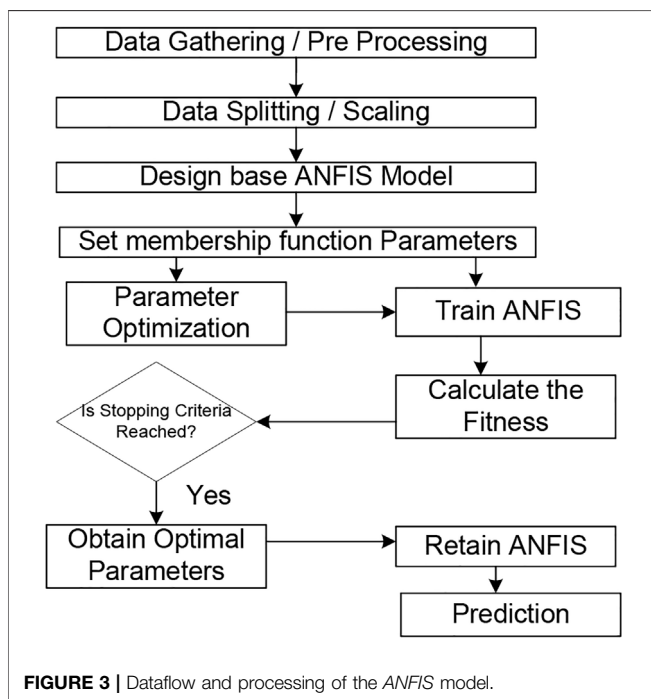 Data Gathering / Pre Processing
Data Splitting / Scaling
Design base ANFIS Model
Set membership function Parameters
Parameter
Optimization
Train ANFIS
Calculate the
Fitness
Is Stopping Criteria
Reached?
Yes
Obtain Optimal
Parameters
Retain ANFIS
Prediction
FIGURE 3 | Dataflow and processing of the ANFIS model.